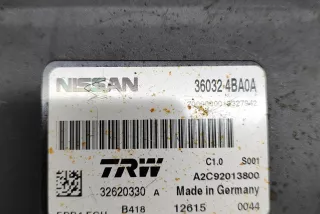 NISSAN 36032-4BA0A
C1.0 S001
TRW A2C92013800
32620330 A Made in Germany
B418 12615 0044